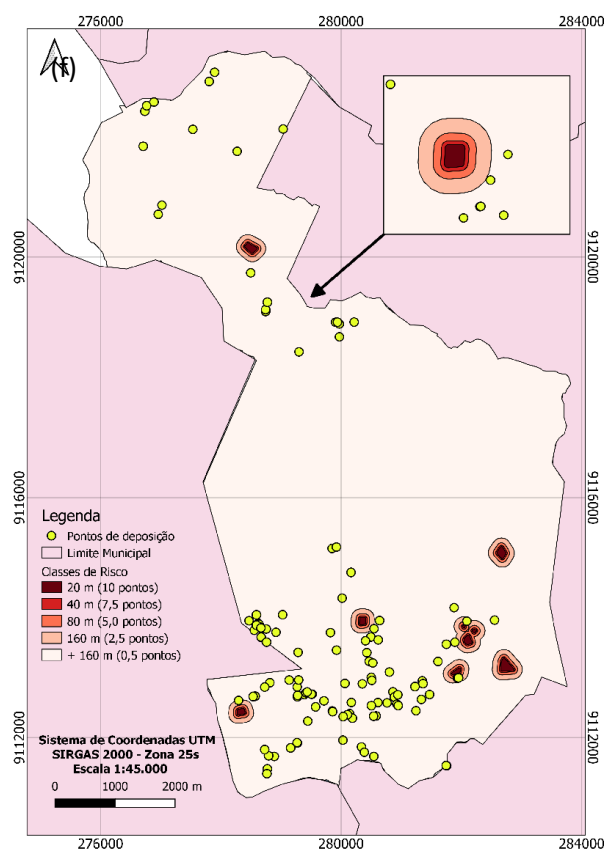 276000 280000 284000
(f)
9120000 9120000
9116000 9116000
Legenda
Pontos de deposição
Limite Municipal
Classes de Risco
20 m (10 pontos)
40 m (7,5 pontos)
80 m (5,0 pontos)
160 m (2,5 pontos)
+ 160 m (0,5 pontos)
9112000 9112000
Sistema de Coordenadas UTM
SIRGAS 2000 - Zona 25s
Escala 1:45.000
0 1000 2000 m
276000 280000 284000